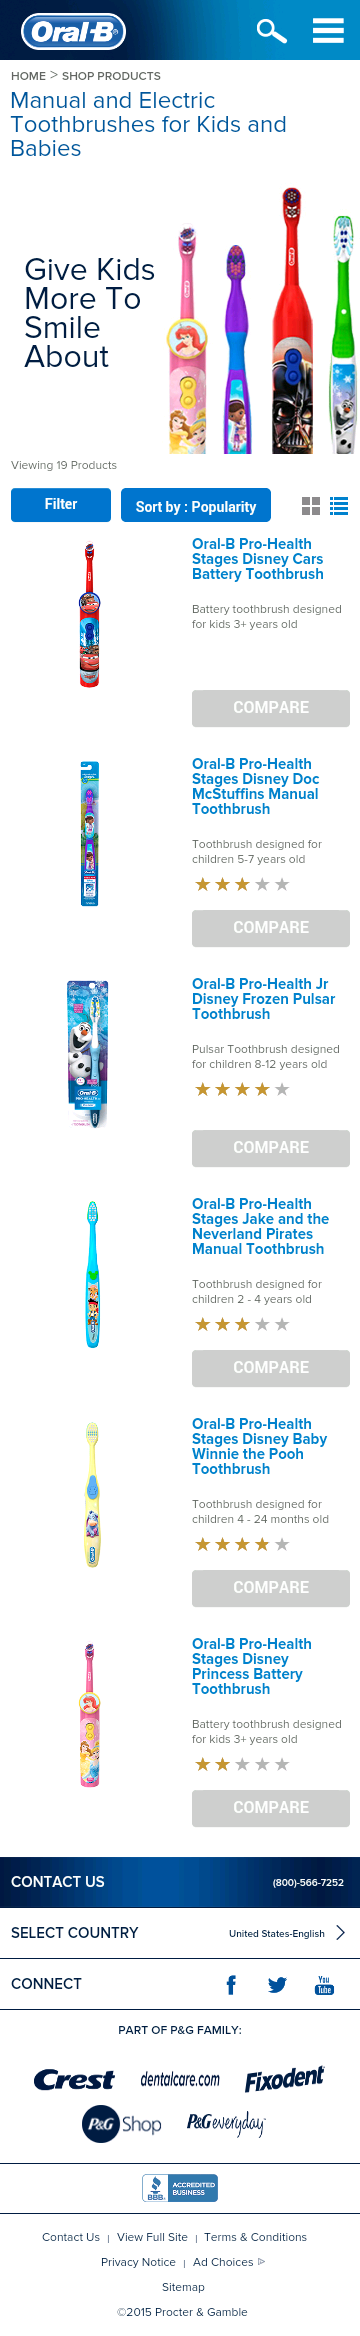 Oral-B
HOME > SHOP PRODUCTS
Manual and Electric
Toothbrushes for Kids and
Babies
Give Kids
More To
Smile
About
Viewing 19 Products
Filter
Sort by : Popularity
Oral-B Pro-Health
Stages Disney Cars
Battery Toothbrush
Battery toothbrush designed
for kids 3+ years old
COMPARE
Oral-B Pro-Health
Stages Disney Doc
McStuffins Manual
Toothbrush
Toothbrush designed for
children 5-7 years old
COMPARE
Oral-B Pro-Health Jr
Disney Frozen Pulsar
Toothbrush
Pulsar Toothbrush designed
for children 8-12 years old
Oral-B
COMPARE
Oral-B Pro-Health
Stages Jake and the
Neverland Pirates
Manual Toothbrush
Toothbrush designed for
children 2 - 4 years old
COMPARE
Oral-B Pro-Health
Stages Disney Baby
Winnie the Pooh
Toothbrush
Toothbrush designed for
children 4 - 24 months old
COMPARE
Oral-B Pro-Health
Stages Disney
Princess Battery
Toothbrush
Battery toothbrush designed
for kids 3+ years old
COMPARE
CONTACT US (800)-566-7252
SELECT COUNTRY United States-English
CONNECT You Tube
PART OF P&G FAMILY:
Crest dentalcare.com Fixodent
P&G Shop P&G everyday
BBB. ACCREDITED BUSINESS
Contact Us | View Full Site | Terms & Conditions
Privacy Notice | Ad Choices
Sitemap
©2015 Procter & Gamble